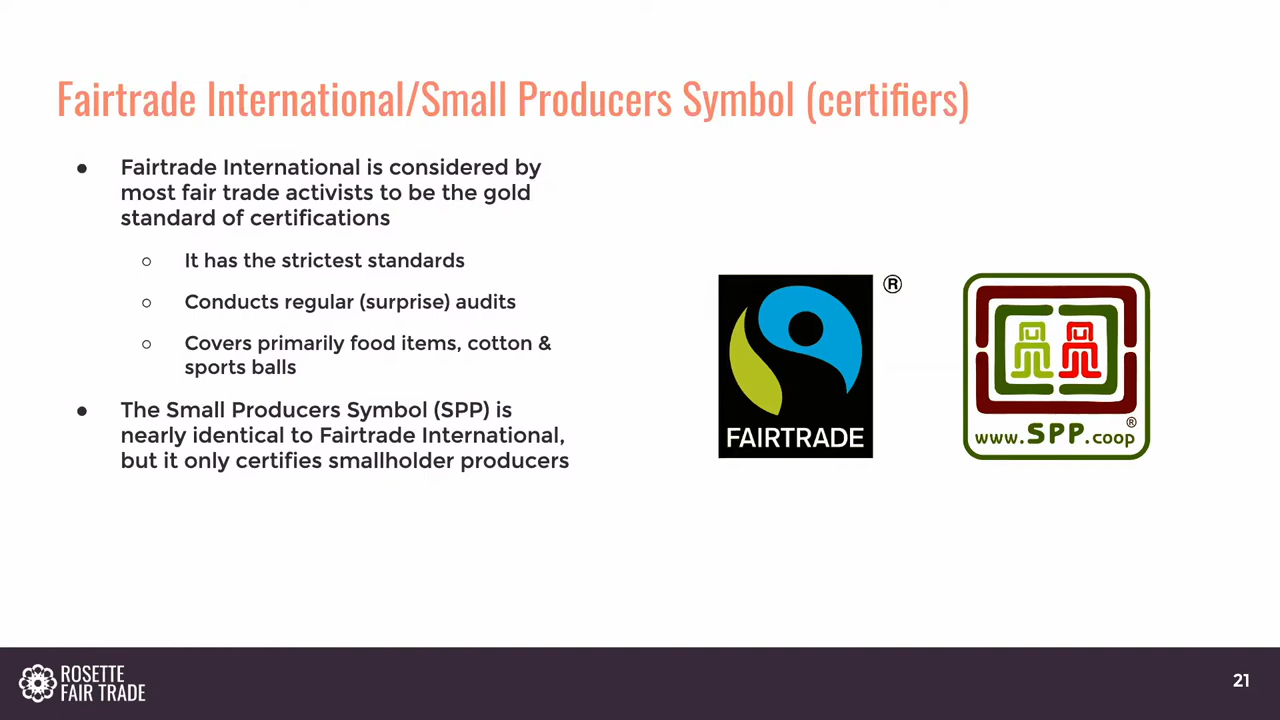 Fairtrade International/Small Producers Symbol (certifiers)
● Fairtrade International is considered by
most fair trade activists to be the gold
standard of certifications
○ It has the strictest standards
○ Conducts regular (surprise) audits
○ Covers primarily food items, cotton &
sports balls
● The Small Producers Symbol (SPP) is
nearly identical to Fairtrade International,
but it only certifies smallholder producers
®
FAIRTRADE
®
www.SPP.coop
ROSETTE
FAIR TRADE
21